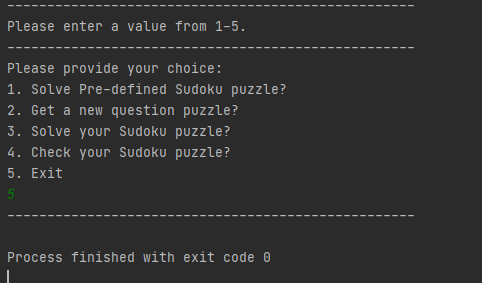 ---------------------------------------------------
Please enter a value from 1-5.
---------------------------------------------------
Please provide your choice:
1. Solve Pre-defined Sudoku puzzle?
2. Get a new question puzzle?
3. Solve your Sudoku puzzle?
4. Check your Sudoku puzzle?
5. Exit
5
---------------------------------------------------
Process finished with exit code 0